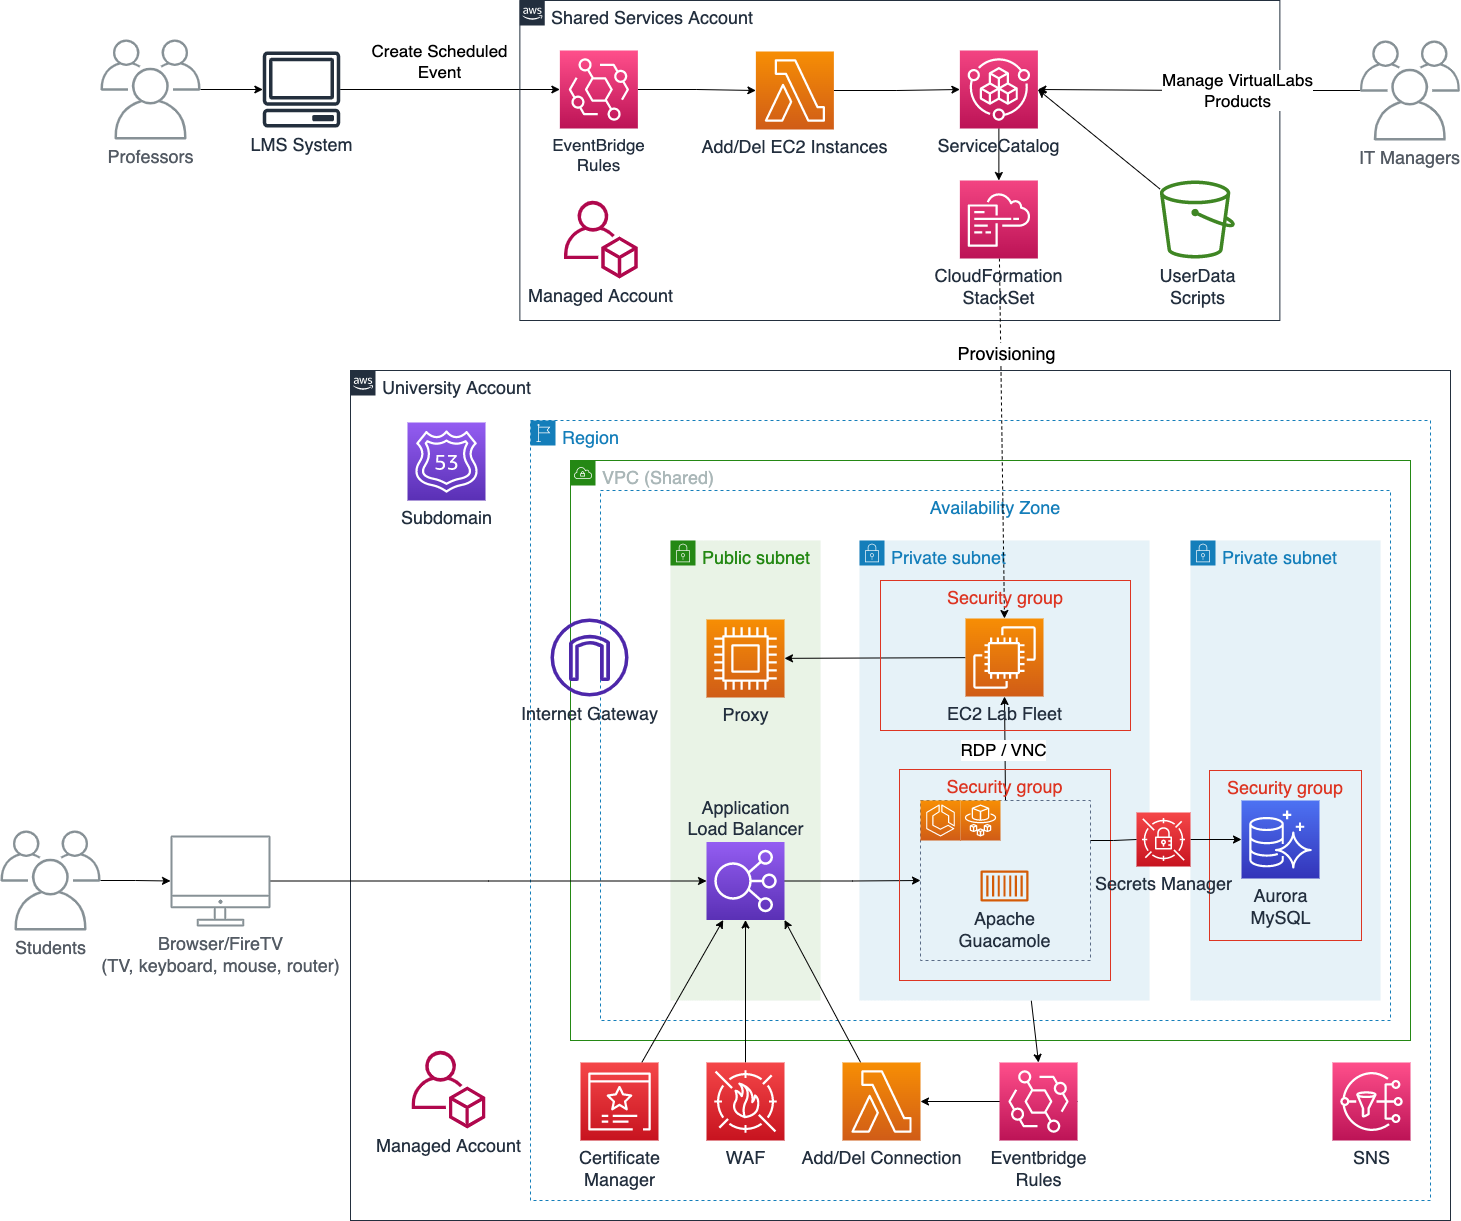 aws
Shared Services Account
Create Scheduled
Event
Manage VirtualLabs
Products
Professors
LMS System
EventBridge
Rules
Add/Del EC2 Instances
ServiceCatalog
IT Managers
Managed Account
CloudFormation
StackSet
UserData
Scripts
Provisioning
aws
University Account
53
Subdomain
Region
VPC (Shared)
Availability Zone
Public subnet
Private subnet
Private subnet
Security group
Internet Gateway
Proxy
EC2 Lab Fleet
RDP / VNC
Security group
Security group
Application
Load Balancer
Secrets Manager
Apache
Guacamole
Aurora
MySQL
Students
Browser/FireTV
(TV, keyboard, mouse, router)
Managed Account
Certificate
Manager
WAF
Add/Del Connection
Eventbridge
Rules
SNS